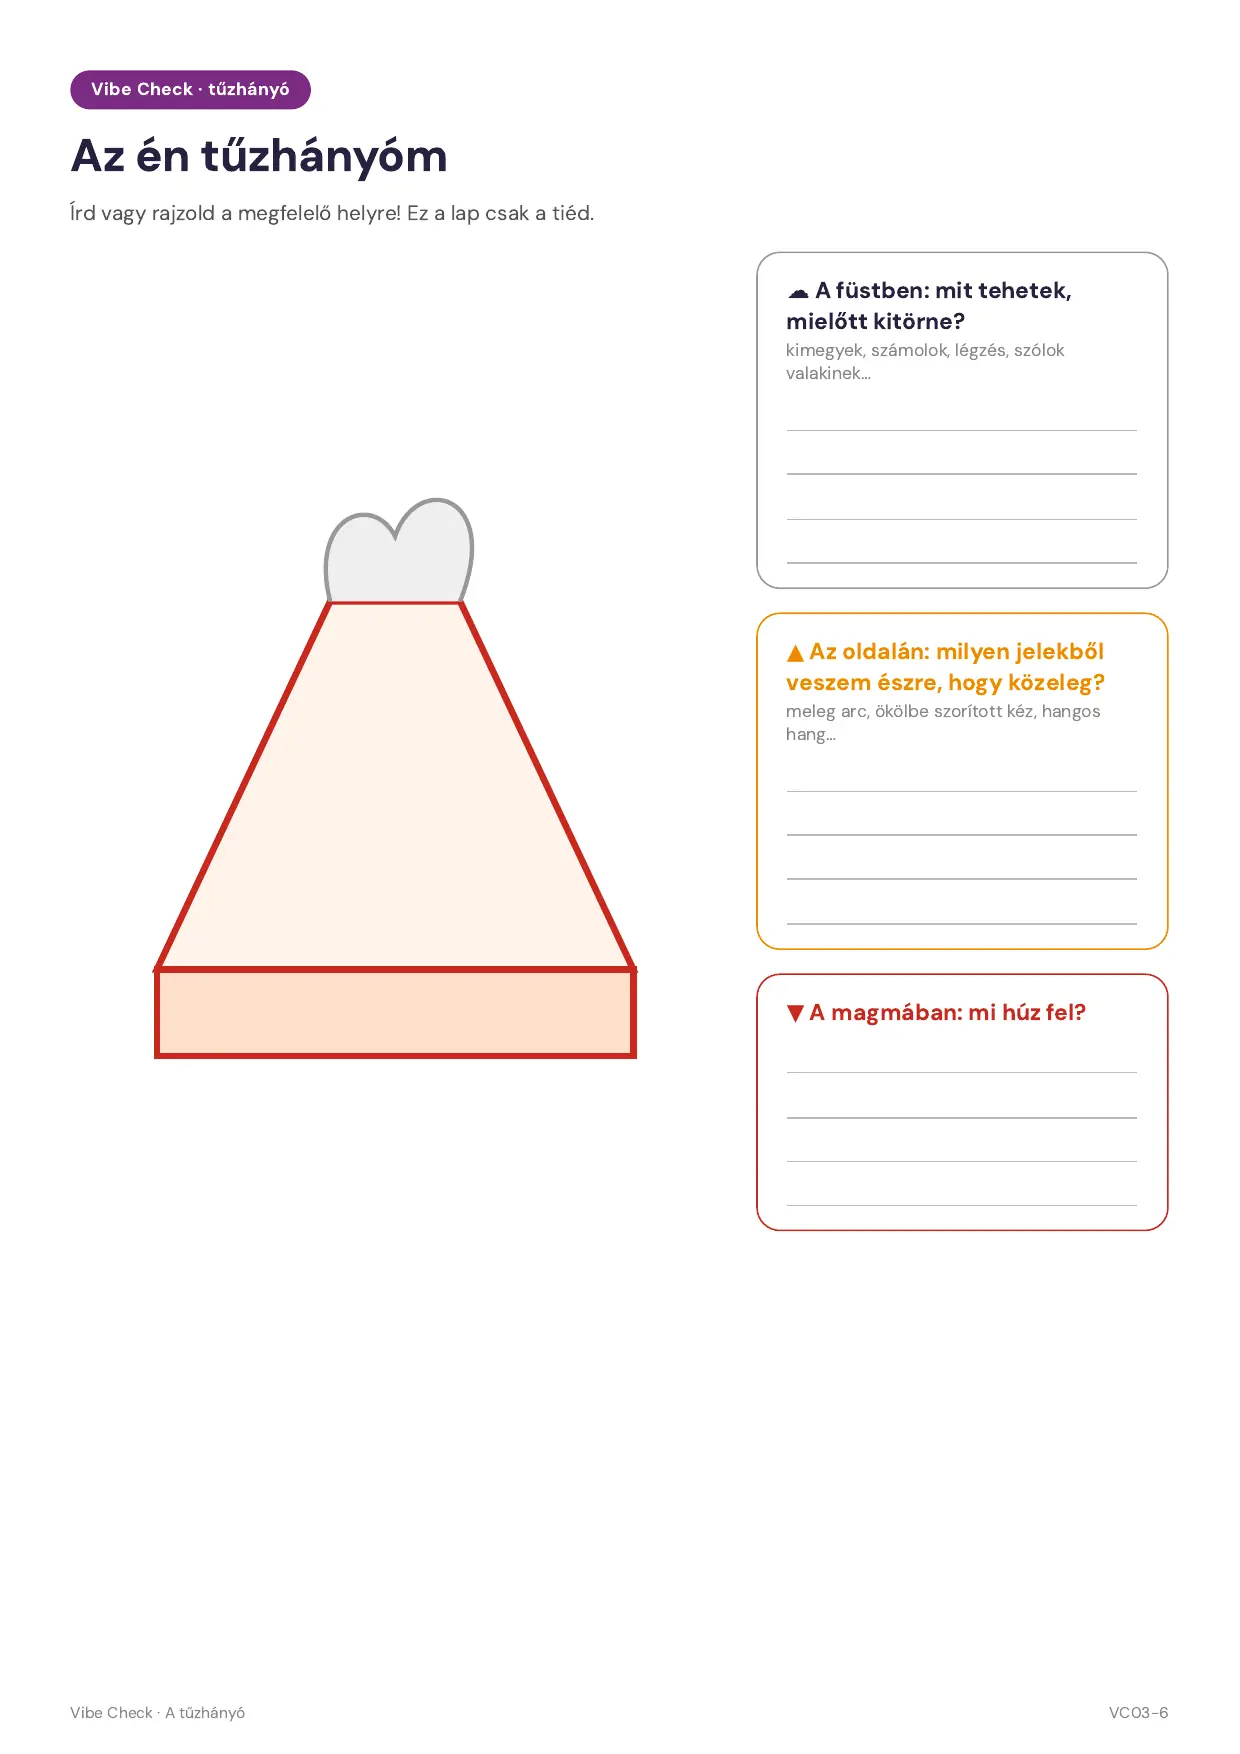 Vibe Check · tűzhányó
Az én tűzhányóm
Írd vagy rajzold a megfelelő helyre! Ez a lap csak a tiéd.
☁ A füstben: mit tehetek,
mielőtt kitörne?
kimegyek, számolok, légzés, szólok
valakinek...
▲ Az oldalán: milyen jelekből
veszem észre, hogy közeleg?
meleg arc, ökölbe szorított kéz, hangos
hang...
▼ A magmában: mi húz fel?
Vibe Check · A tűzhányó
VC03-6